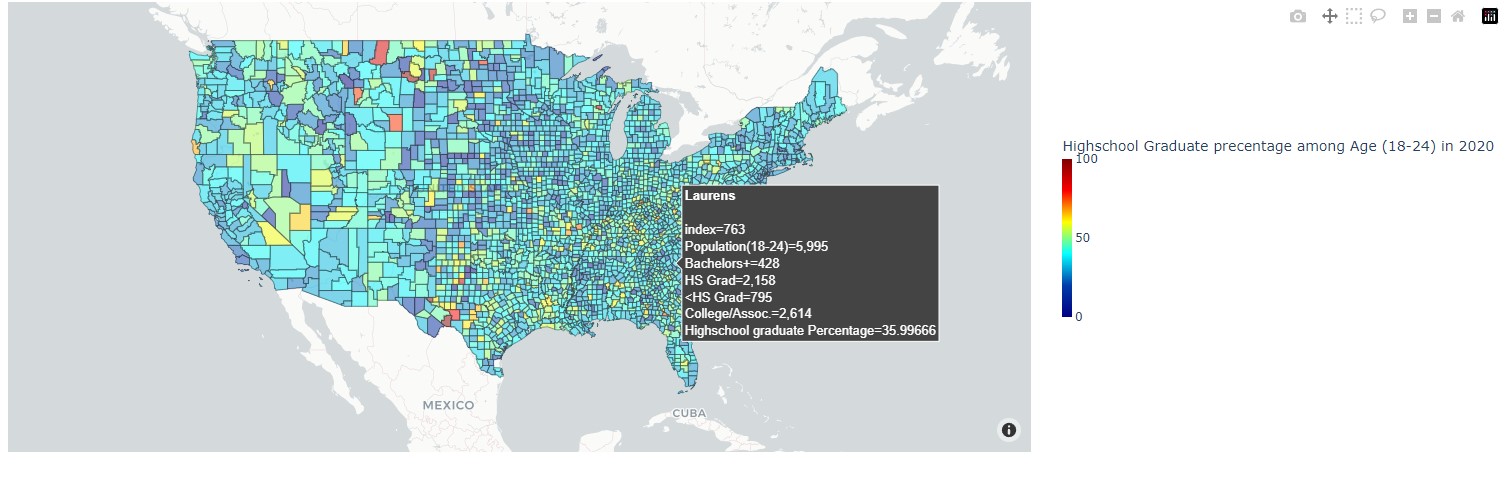 Highschool Graduate precentage among Age (18-24) in 2020
100
50
0
Laurens
index=763
Population(18-24)=5,995
Bachelors+=428
HS Grad=2,158
<HS Grad=795
College/Assoc.=2,614
Highschool graduate Percentage=35.99666
MEXICO
CUBA